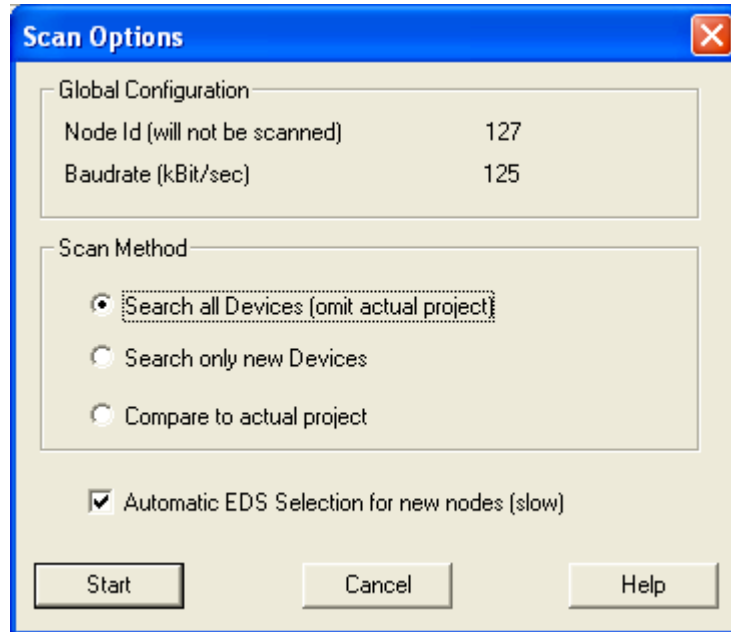 Scan Options
Global Configuration
Node Id (will not be scanned) 127
Baudrate (kBit/sec) 125
Scan Method
Search all Devices (omit actual project)
Search only new Devices
Compare to actual project
Automatic EDS Selection for new nodes (slow)
Start Cancel Help